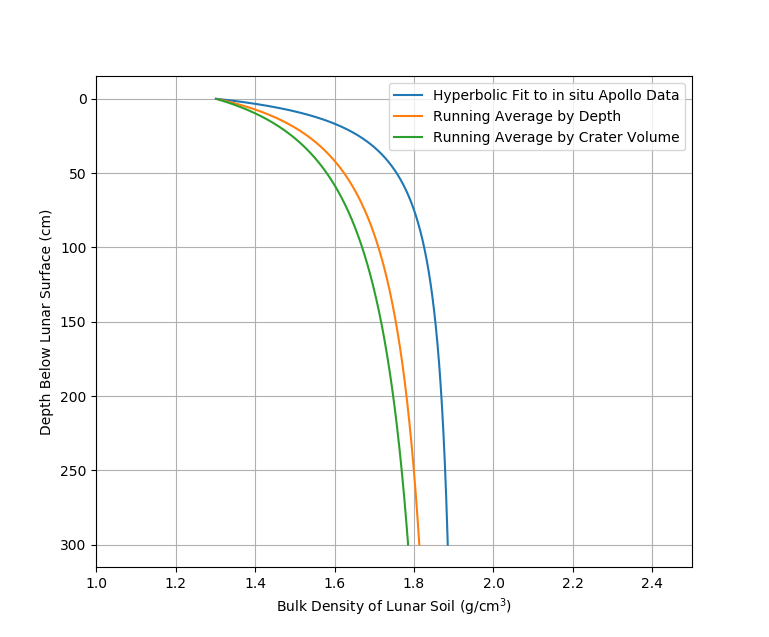 Hyperbolic Fit to in situ Apollo Data
Running Average by Depth
Running Average by Crater Volume
0
50
100
150
200
250
300
Depth Below Lunar Surface (cm)
1.0 1.2 1.4 1.6 1.8 2.0 2.2 2.4
Bulk Density of Lunar Soil (g/cm³)